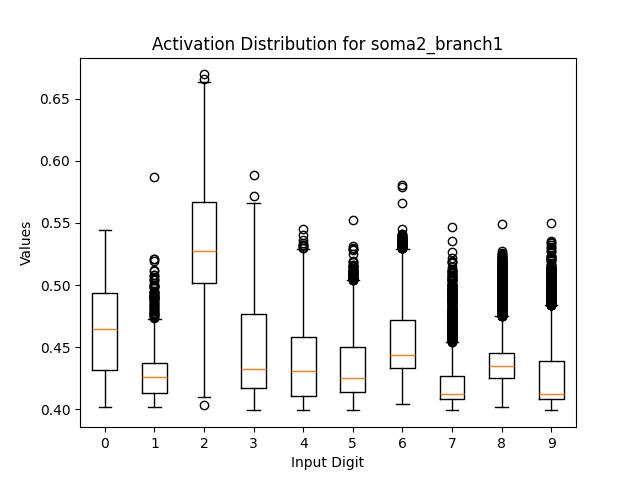 Activation Distribution for soma2_branch1
Values
0.65
0.60
0.55
0.50
0.45
0.40
0 1 2 3 4 5 6 7 8 9
Input Digit